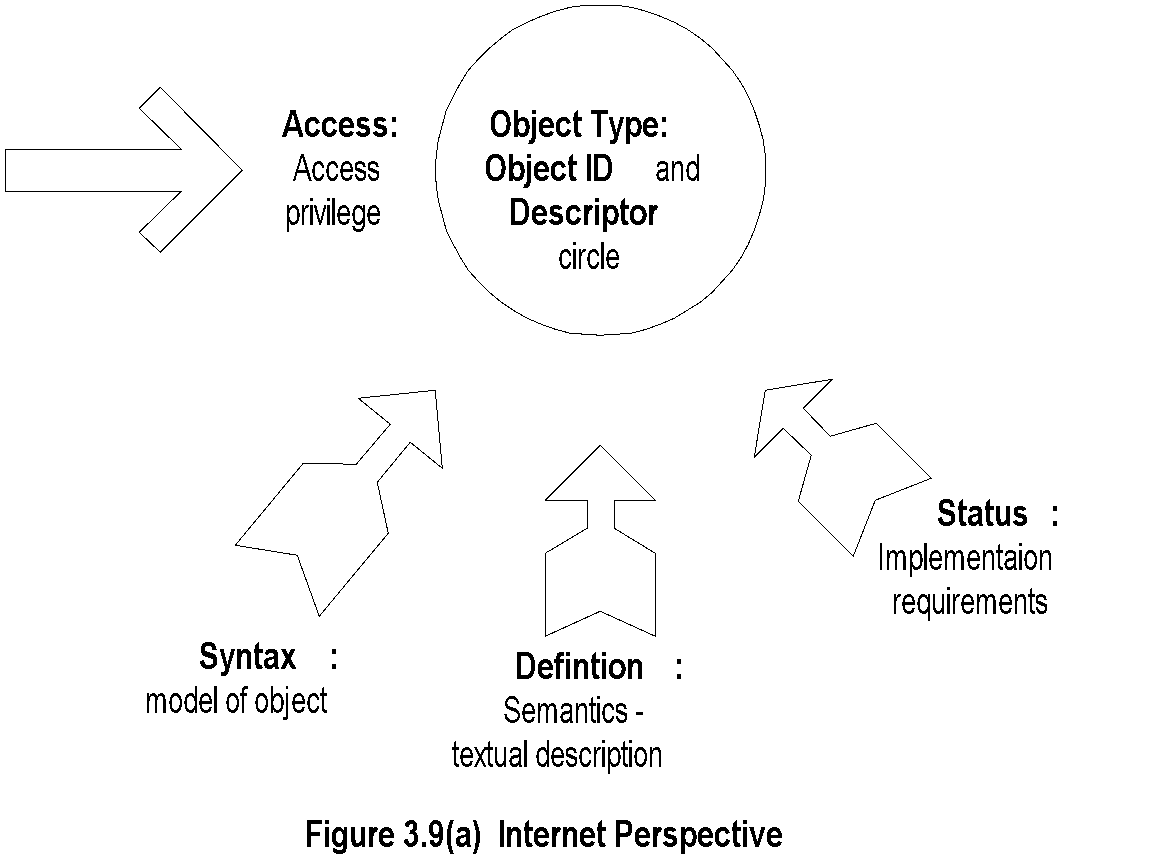 Access:
Access
privilege
Object Type:
Object ID and
Descriptor
circle
Status :
Implementaion
requirements
Syntax :
model of object
Defintion :
Semantics -
textual description
Figure 3.9(a) Internet Perspective